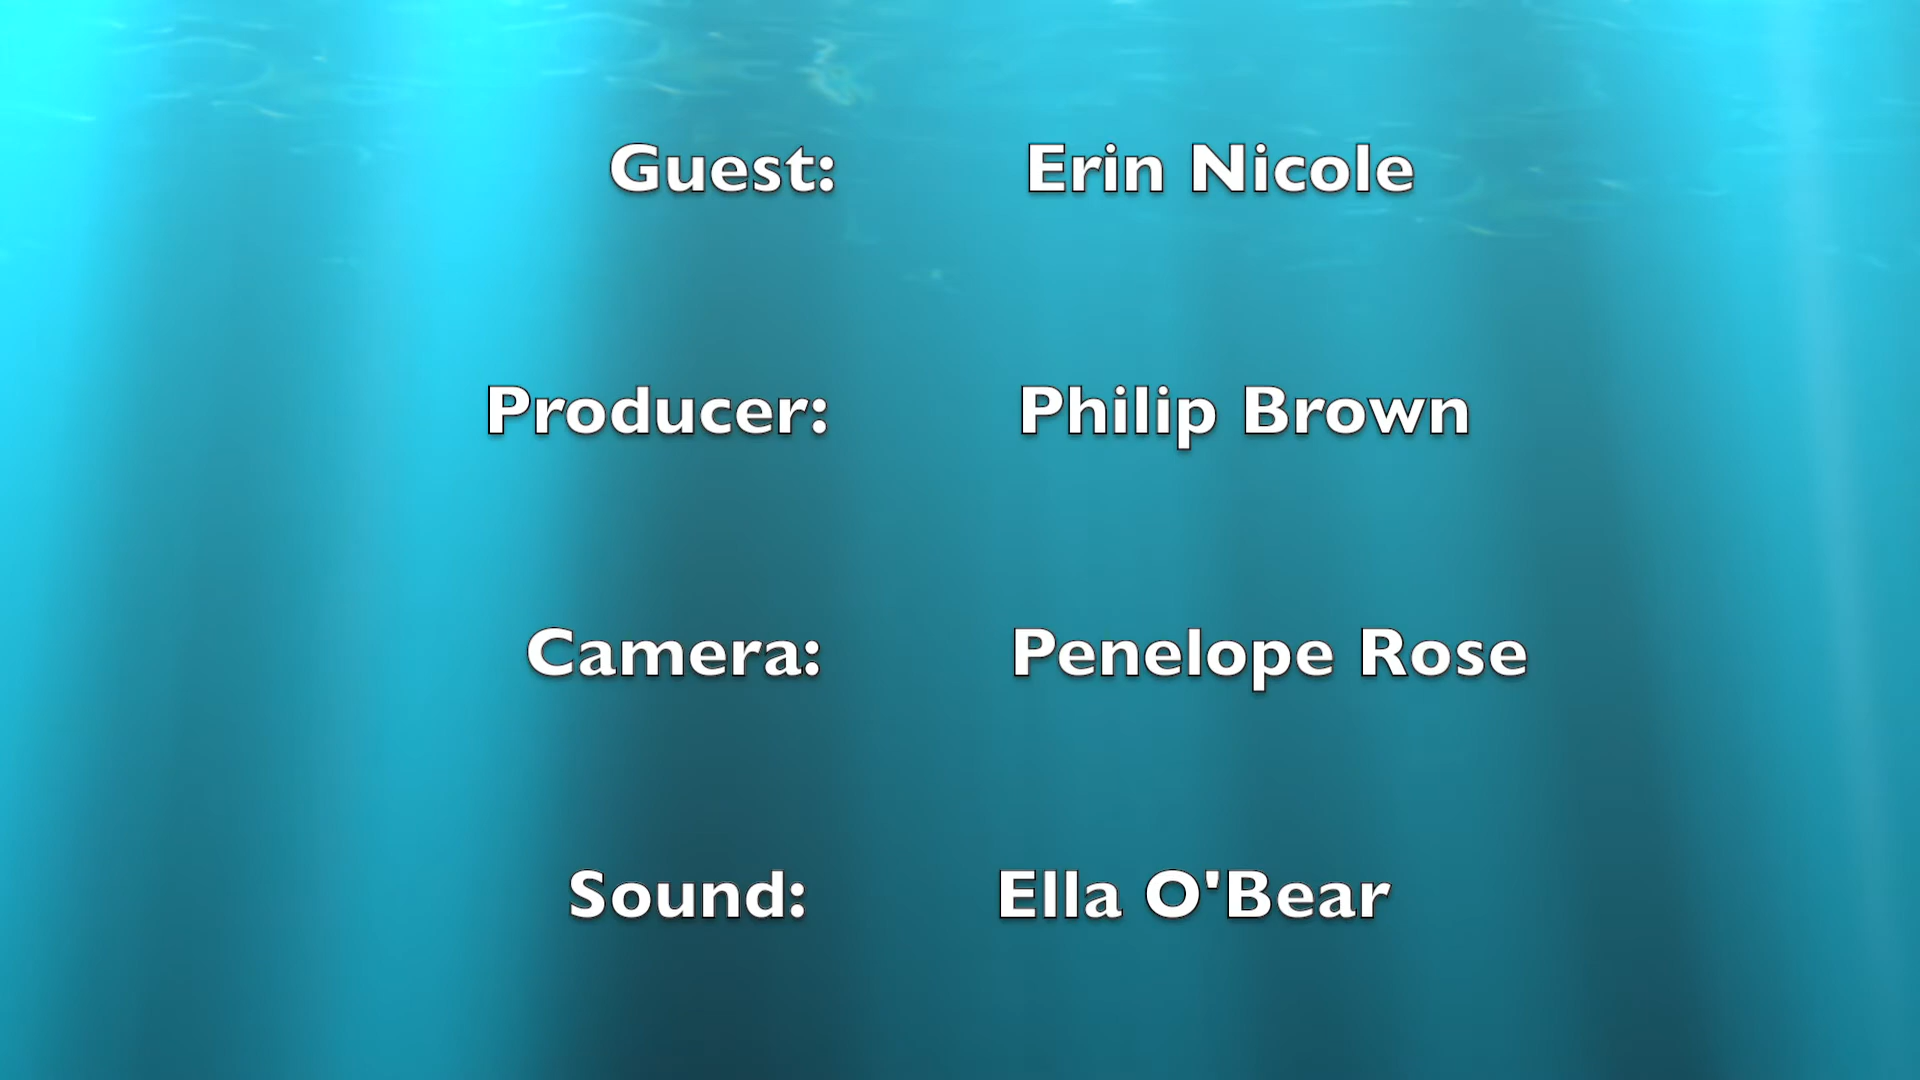 Guest: Erin Nicole
Producer: Philip Brown
Camera: Penelope Rose
Sound: Ella O'Bear